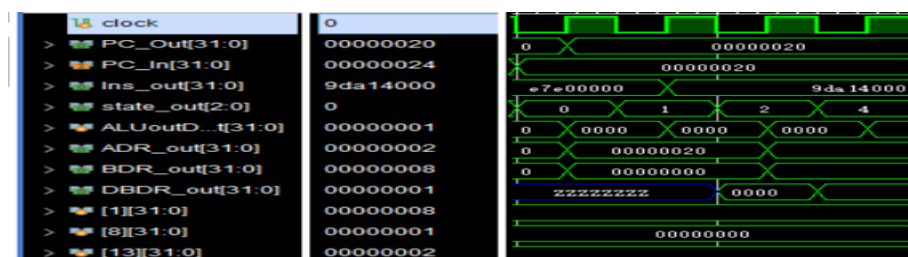 clock 0
> PC_Out[31:0] 00000020 0 00000020
> PC_In[31:0] 00000024 00000020
> Ins_out[31:0] 9da14000 e7e00000 9da14000
> state_out[2:0] 0 0 1 2 4
> ALUoutD...t[31:0] 00000001 0 0000 0000 0000
> ADR_out[31:0] 00000002 0 00000020
> BDR_out[31:0] 00000008 0 00000000
> DBDR_out[31:0] 00000001 ZZZZZZZZ 0000
> [1][31:0] 00000008
> [8][31:0] 00000001 00000000
> [13][31:0] 00000002